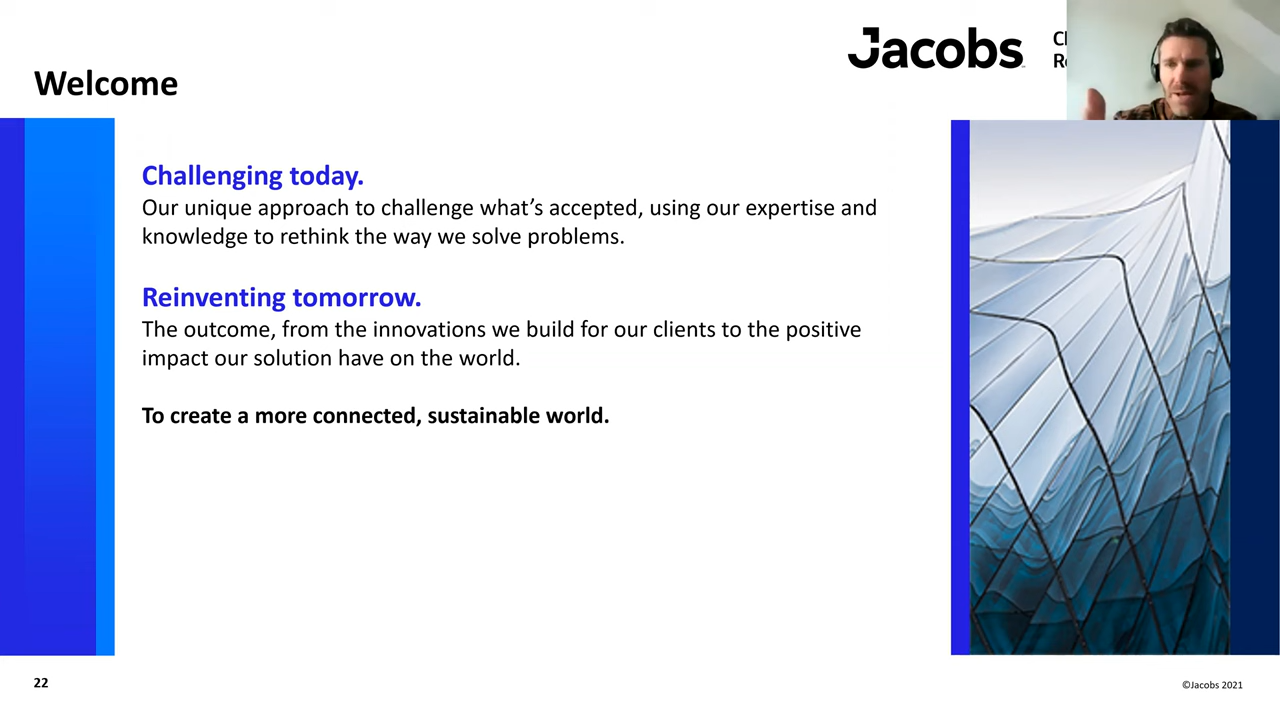 Jacobs
Welcome
Challenging today.
Our unique approach to challenge what’s accepted, using our expertise and
knowledge to rethink the way we solve problems.
Reinventing tomorrow.
The outcome, from the innovations we build for our clients to the positive
impact our solution have on the world.
To create a more connected, sustainable world.
22
©Jacobs 2021